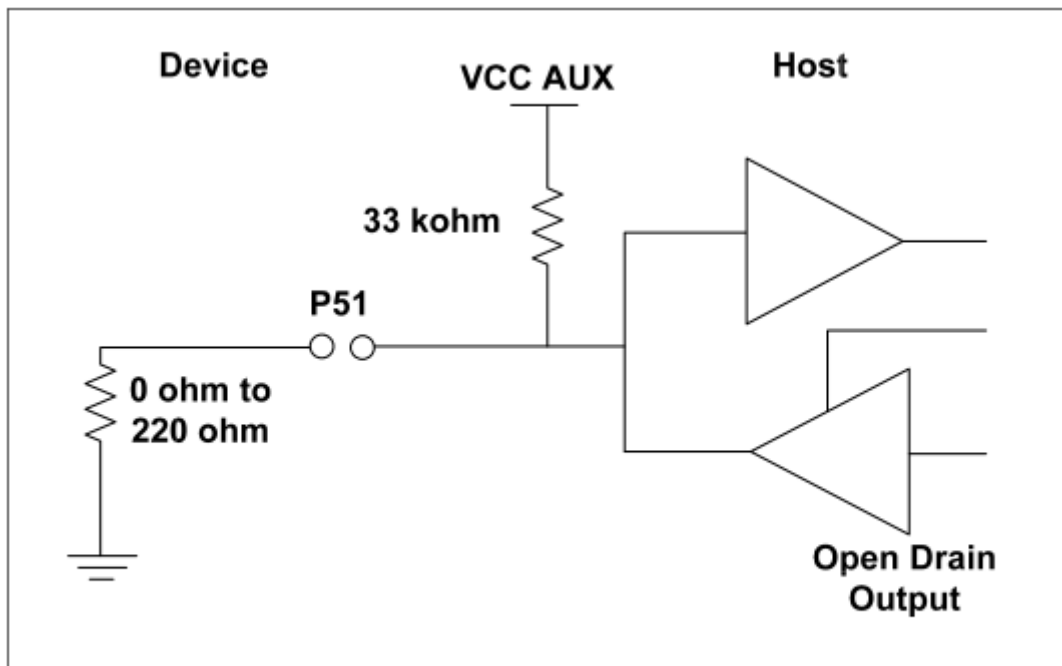 Device
VCC AUX
Host
33 kohm
P51
0 ohm to
220 ohm
Open Drain
Output